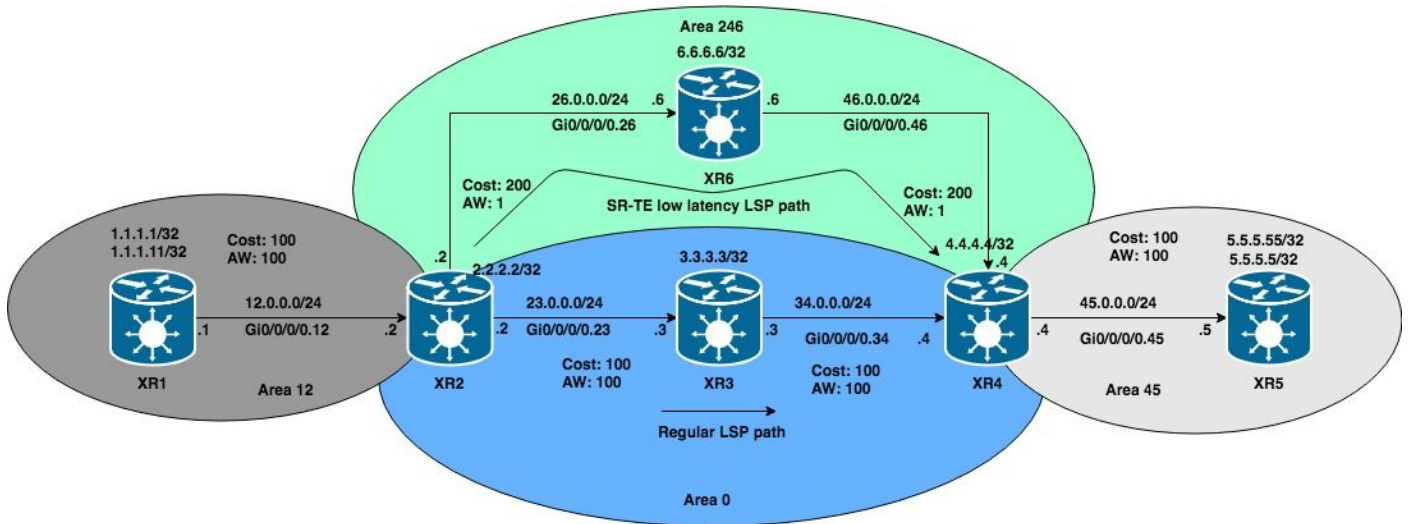 Area 246
6.6.6.6/32
26.0.0.0/24
.6
.6
46.0.0.0/24
Gi0/0/0/0.26
Gi0/0/0/0.46
XR6
Cost: 200
AW: 1
Cost: 200
AW: 1
SR-TE low latency LSP path
1.1.1.1/32
1.1.1.11/32
Cost: 100
AW: 100
.2
2.2.2.2/32
3.3.3.3/32
4.4.4.4/32
.4
Cost: 100
AW: 100
5.5.5.55/32
5.5.5.5/32
12.0.0.0/24
.1
Gi0/0/0/0.12
.2
23.0.0.0/24
.2
Gi0/0/0/0.23
.3
34.0.0.0/24
.3
Gi0/0/0/0.34
.4
45.0.0.0/24
.4
Gi0/0/0/0.45
.5
Cost: 100
AW: 100
Cost: 100
AW: 100
XR1
Area 12
XR2
XR3
XR4
Area 45
XR5
Regular LSP path
Area 0